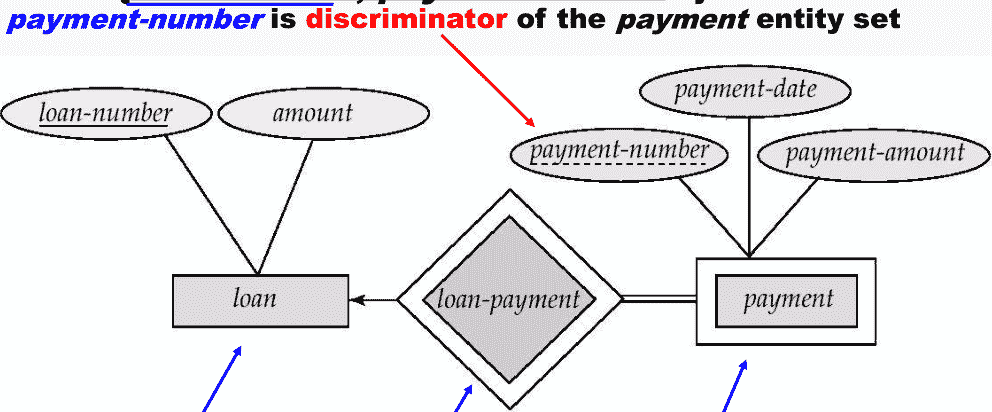 payment-number is discriminator of the payment entity set
payment-date
loan-number amount
payment-number payment-amount
loan loan-payment payment